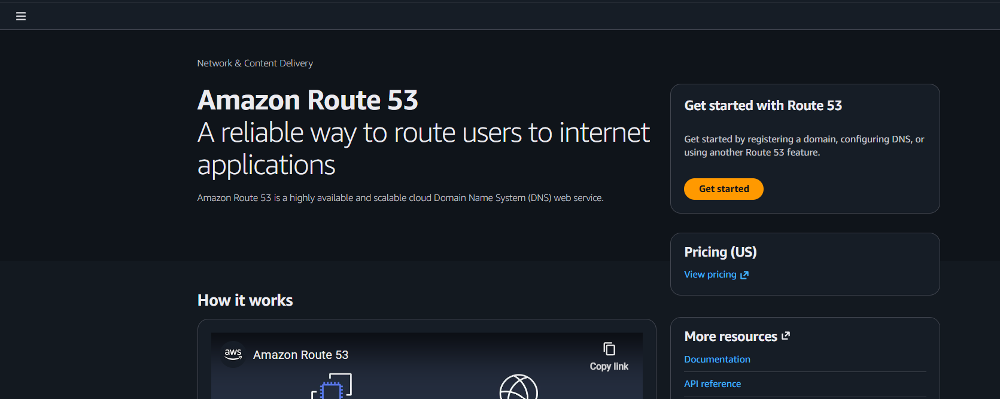 Network & Content Delivery
Amazon Route 53
A reliable way to route users to internet
applications
Amazon Route 53 is a highly available and scalable cloud Domain Name System (DNS) web service.
Get started with Route 53
Get started by registering a domain, configuring DNS, or
using another Route 53 feature.
Get started
Pricing (US)
View pricing
How it works
aws
Amazon Route 53
Copy link
More resources
Documentation
API reference